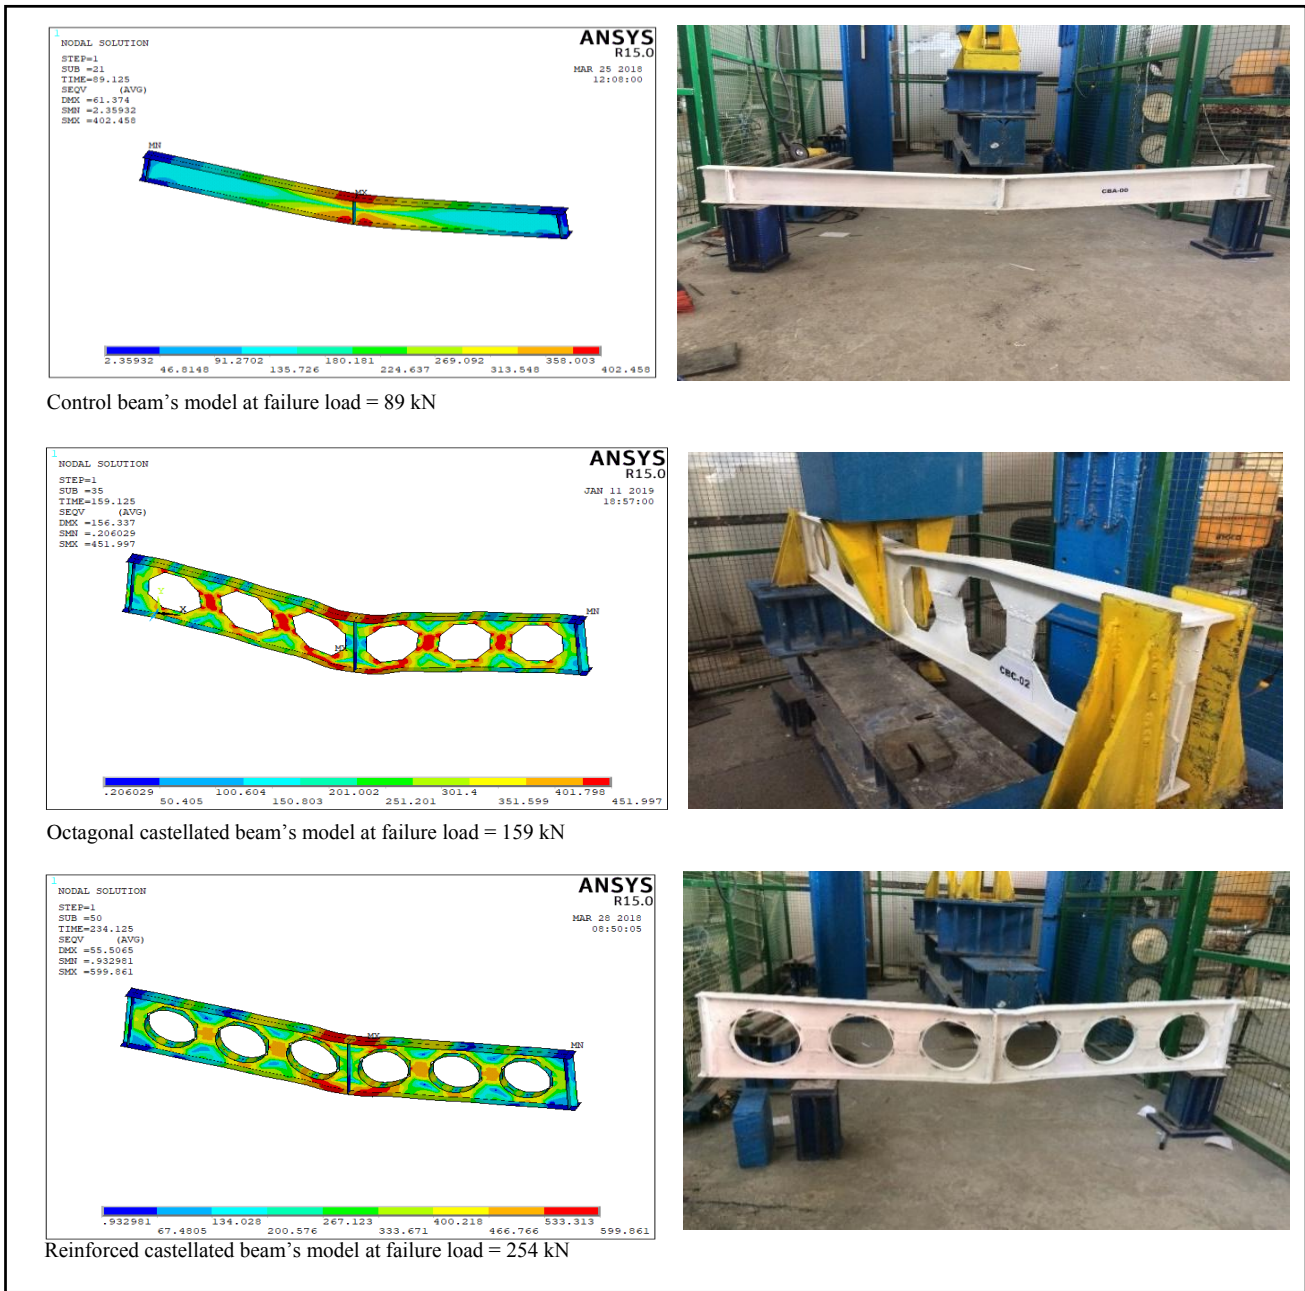 1
NODAL SOLUTION
STEP=1
SUB =21
TIME=89.125
SEQV (AVG)
DMX =61.374
SMN =2.35932
SMX =402.458
ANSYS
R15.0
MAR 25 2018
12:08:00
MN
MX
2.35932 91.2702 180.181 269.092 358.003
46.8148 135.726 224.637 313.548 402.458
CBA-00
Control beam’s model at failure load = 89 kN
1
NODAL SOLUTION
STEP=1
SUB =35
TIME=159.125
SEQV (AVG)
DMX =156.337
SMN =.206029
SMX =451.997
ANSYS
R15.0
JAN 11 2019
18:57:00
Y
X
MN
MX
.206029 100.604 201.002 301.4 401.798
50.405 150.803 251.201 351.599 451.997
CBC-02
Octagonal castellated beam’s model at failure load = 159 kN
1
NODAL SOLUTION
STEP=1
SUB =50
TIME=234.125
SEQV (AVG)
DMX =55.5065
SMN =.932981
SMX =599.861
ANSYS
R15.0
MAR 28 2018
08:50:05
MX
MN
.932981 134.028 267.123 400.218 533.313
67.4805 200.576 333.671 466.766 599.861
Reinforced castellated beam’s model at failure load = 254 kN